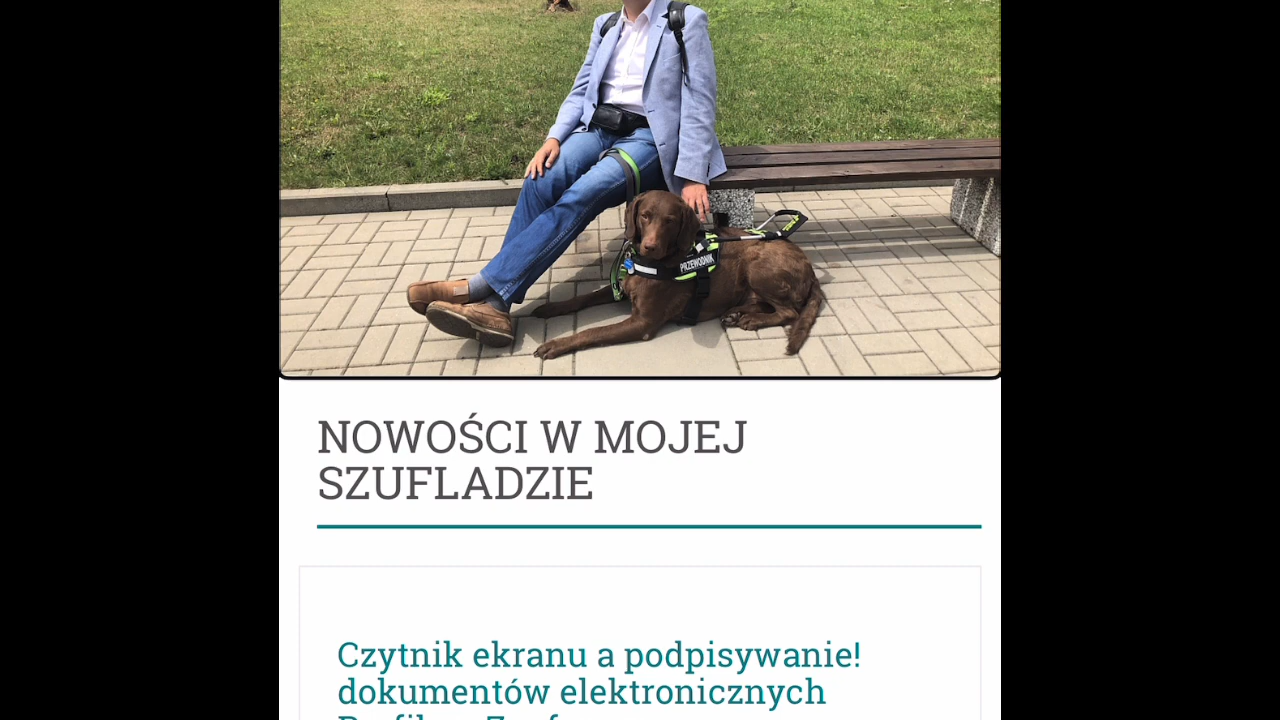 PRZEWODNIK
NOWOŚCI W MOJEJ
SZUFLADZIE
Czytnik ekranu a podpisywanie!
dokumentów elektronicznych